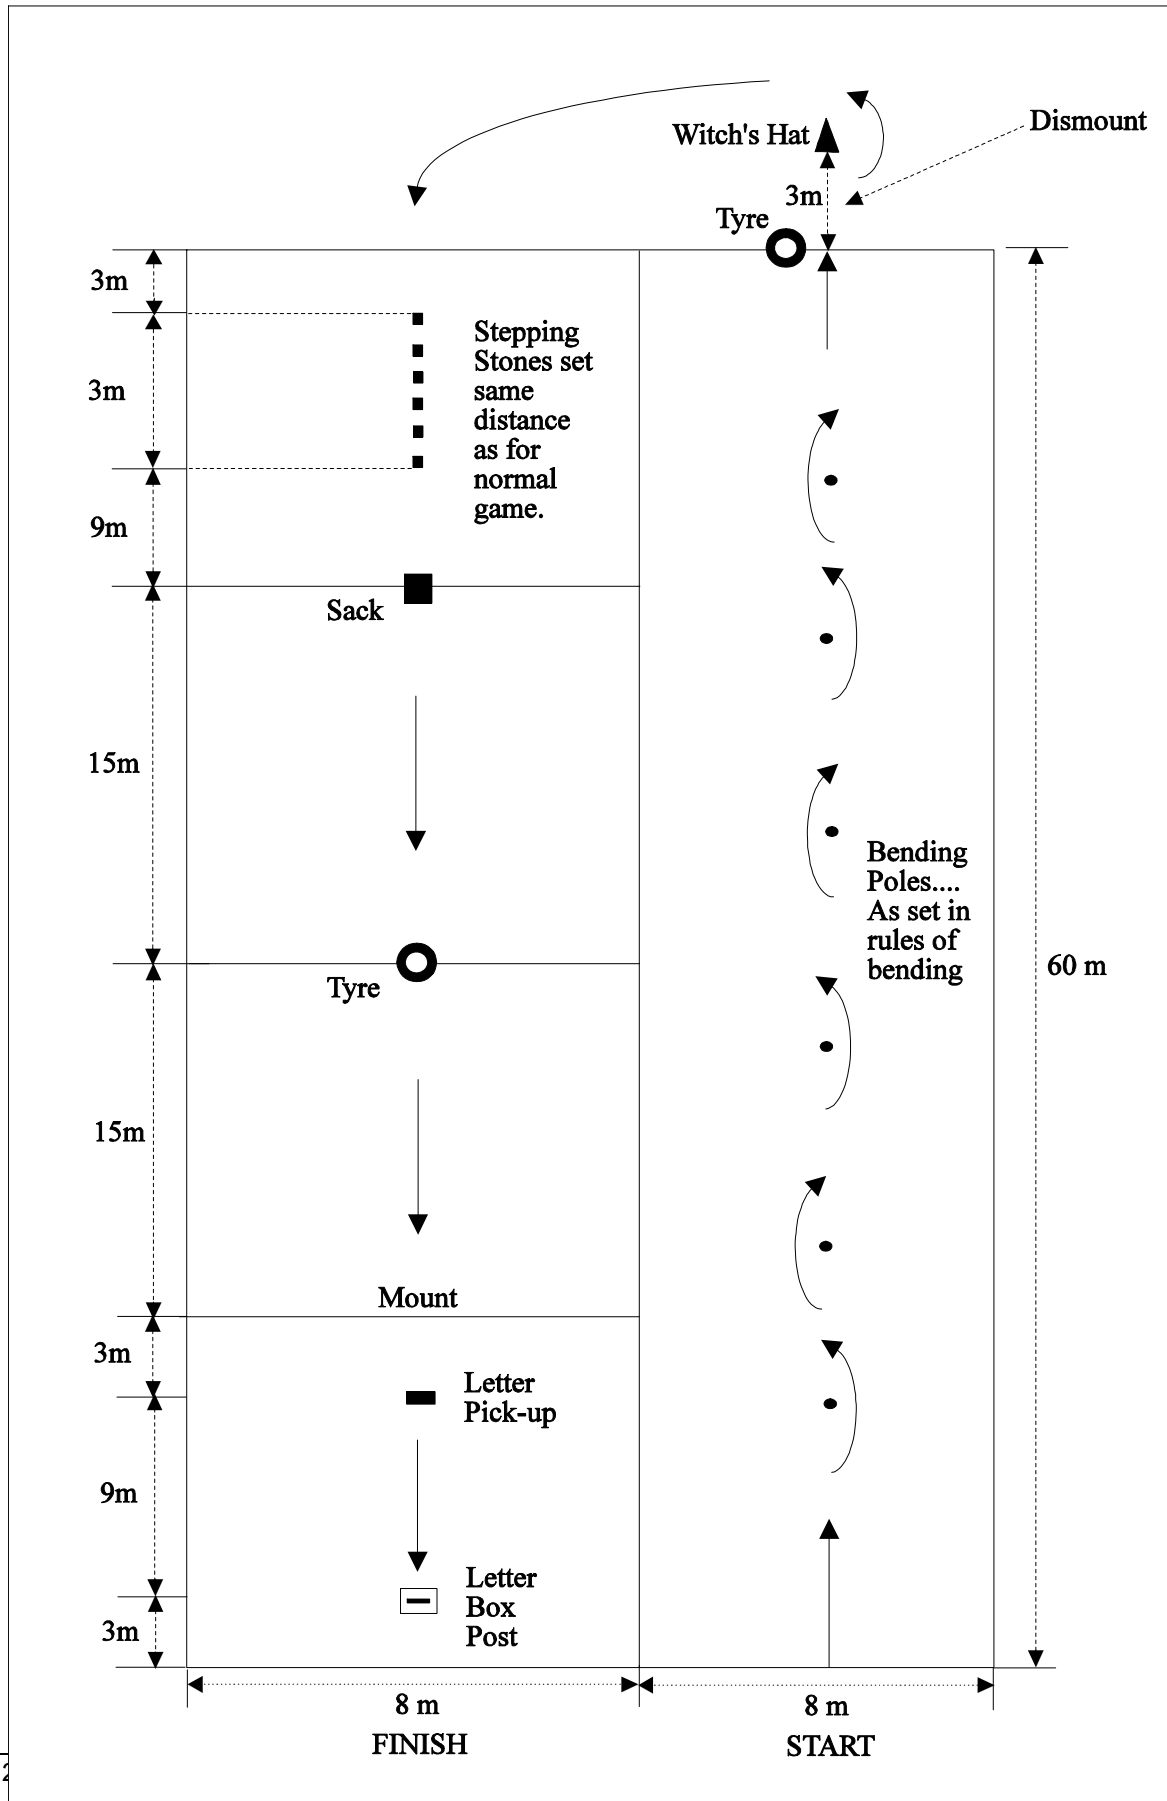 Witch's Hat
Dismount
3m
Tyre
3m
3m
9m
15m
15m
3m
9m
3m
Stepping
Stones set
same
distance
as for
normal
game.
Sack
Tyre
Mount
Letter
Pick-up
Letter
Box
Post
Bending
Poles....
As set in
rules of
bending
60 m
8 m
8 m
FINISH
START